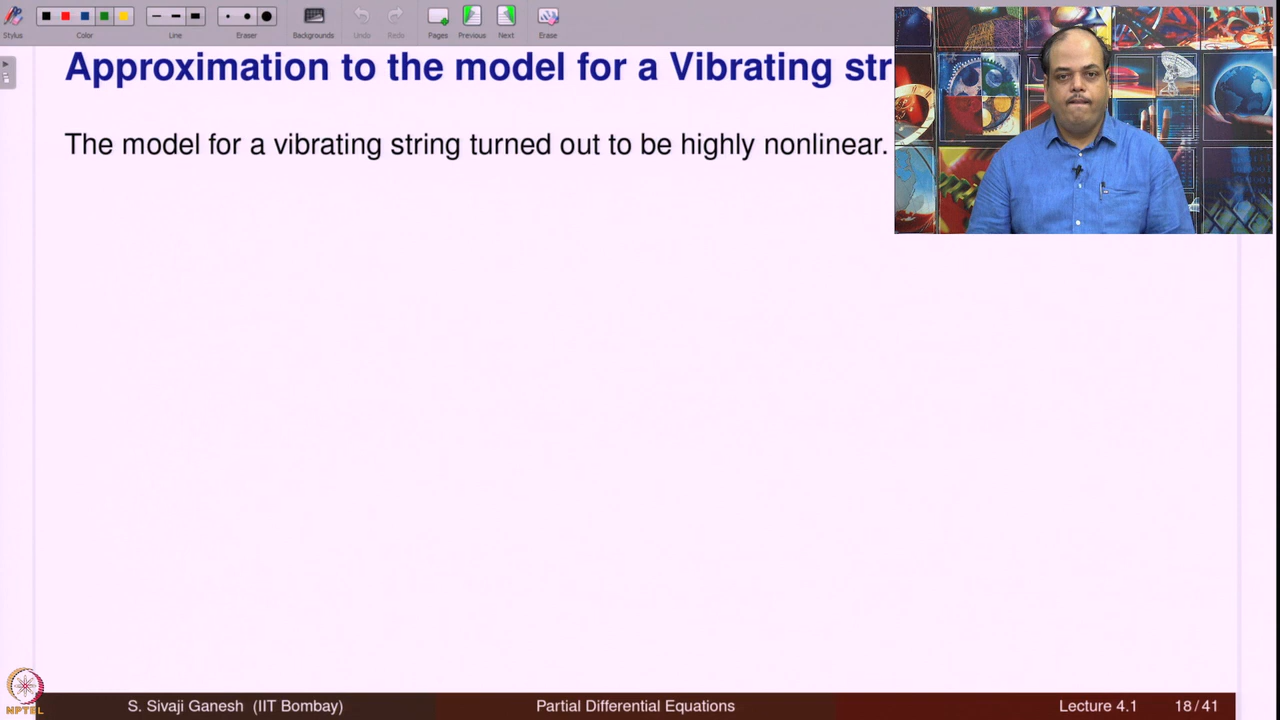 Stylus
Color
Line
Eraser
Backgrounds
Undo
Redo
Pages
Previous
Next
Erase
Approximation to the model for a Vibrating str
The model for a vibrating string turned out to be highly nonlinear.
NPTEL
S. Sivaji Ganesh (IIT Bombay)
Partial Differential Equations
Lecture 4.1
18 / 41